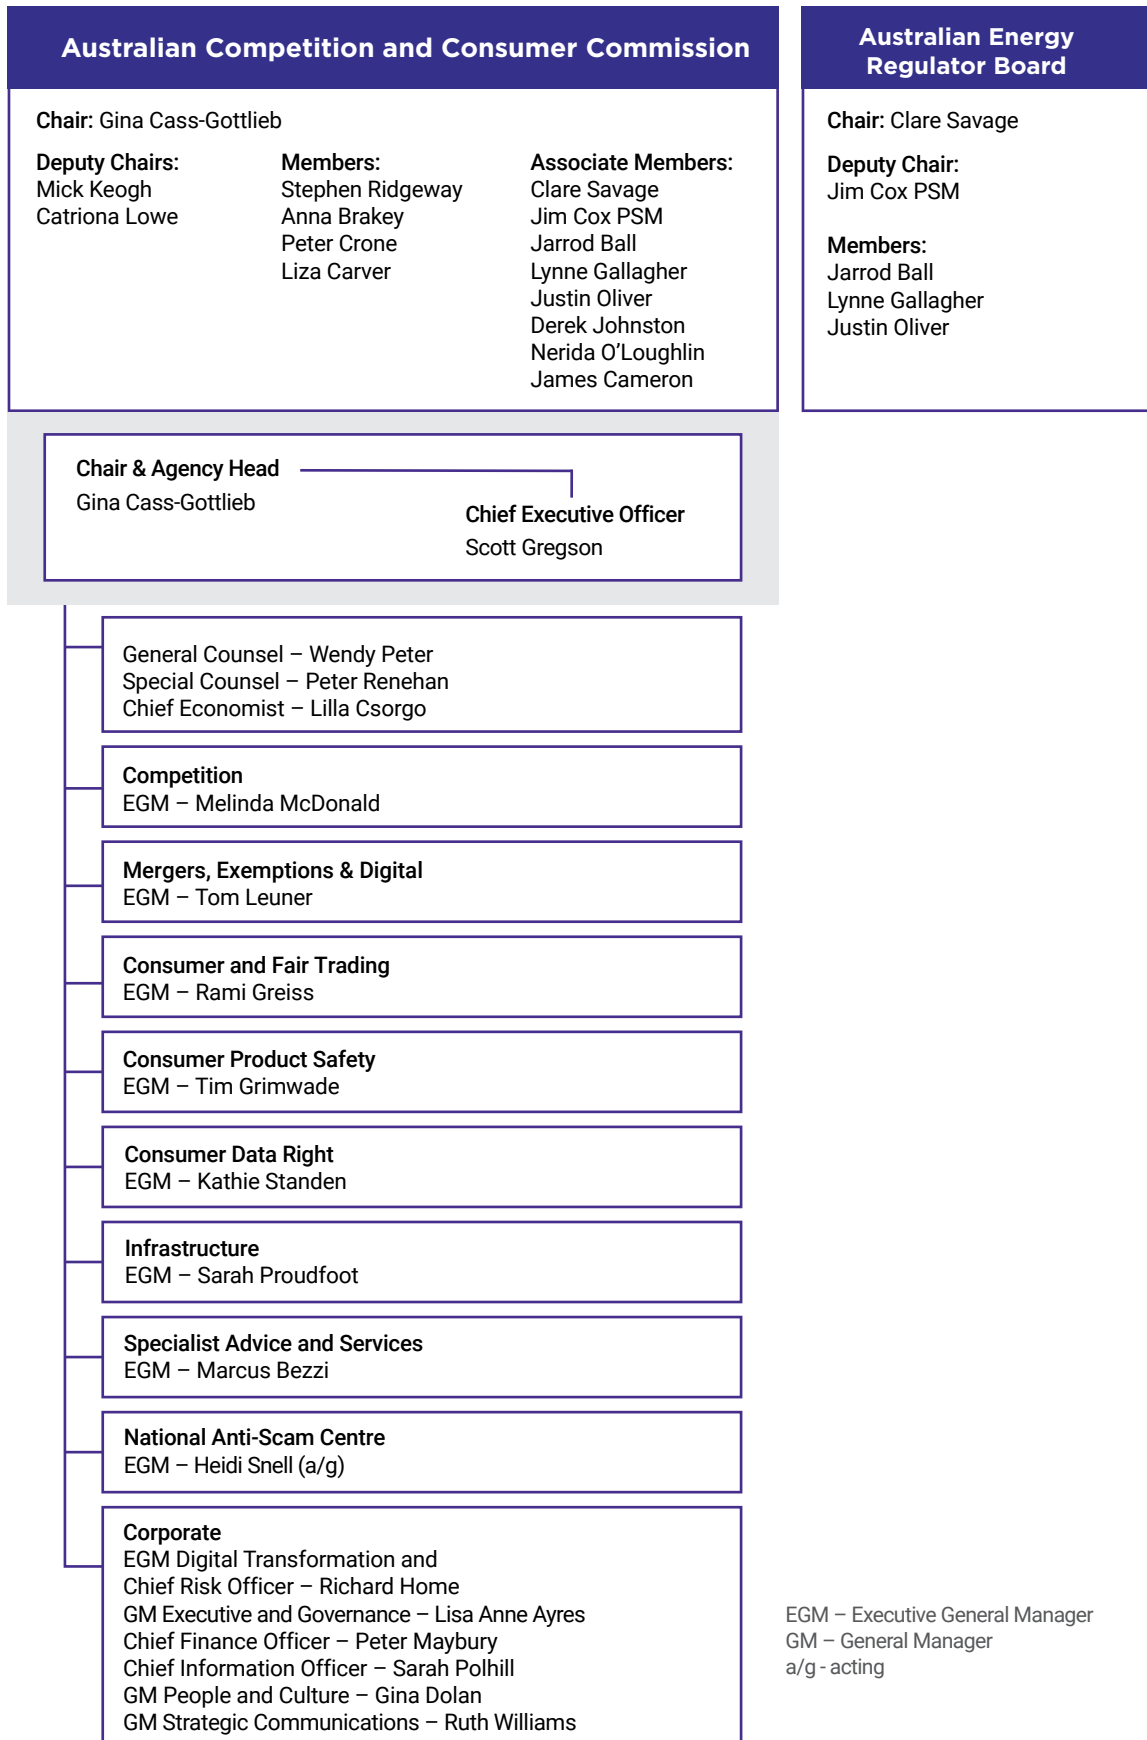 Australian Competition and Consumer Commission
Chair: Gina Cass-Gottlieb
Deputy Chairs:
Mick Keogh
Catriona Lowe
Members:
Stephen Ridgeway
Anna Brakey
Peter Crone
Liza Carver
Associate Members:
Clare Savage
Jim Cox PSM
Jarrod Ball
Lynne Gallagher
Justin Oliver
Derek Johnston
Nerida O'Loughlin
James Cameron
Australian Energy
Regulator Board
Chair: Clare Savage
Deputy Chair:
Jim Cox PSM
Members:
Jarrod Ball
Lynne Gallagher
Justin Oliver
Chair & Agency Head
Gina Cass-Gottlieb
Chief Executive Officer
Scott Gregson
General Counsel – Wendy Peter
Special Counsel – Peter Renehan
Chief Economist – Lilla Csorgo
Competition
EGM – Melinda McDonald
Mergers, Exemptions & Digital
EGM – Tom Leuner
Consumer and Fair Trading
EGM – Rami Greiss
Consumer Product Safety
EGM – Tim Grimwade
Consumer Data Right
EGM – Kathie Standen
Infrastructure
EGM – Sarah Proudfoot
Specialist Advice and Services
EGM – Marcus Bezzi
National Anti-Scam Centre
EGM – Heidi Snell (a/g)
Corporate
EGM Digital Transformation and
Chief Risk Officer – Richard Home
GM Executive and Governance – Lisa Anne Ayres
Chief Finance Officer – Peter Maybury
Chief Information Officer – Sarah Polhill
GM People and Culture – Gina Dolan
GM Strategic Communications – Ruth Williams
EGM – Executive General Manager
GM – General Manager
a/g - acting